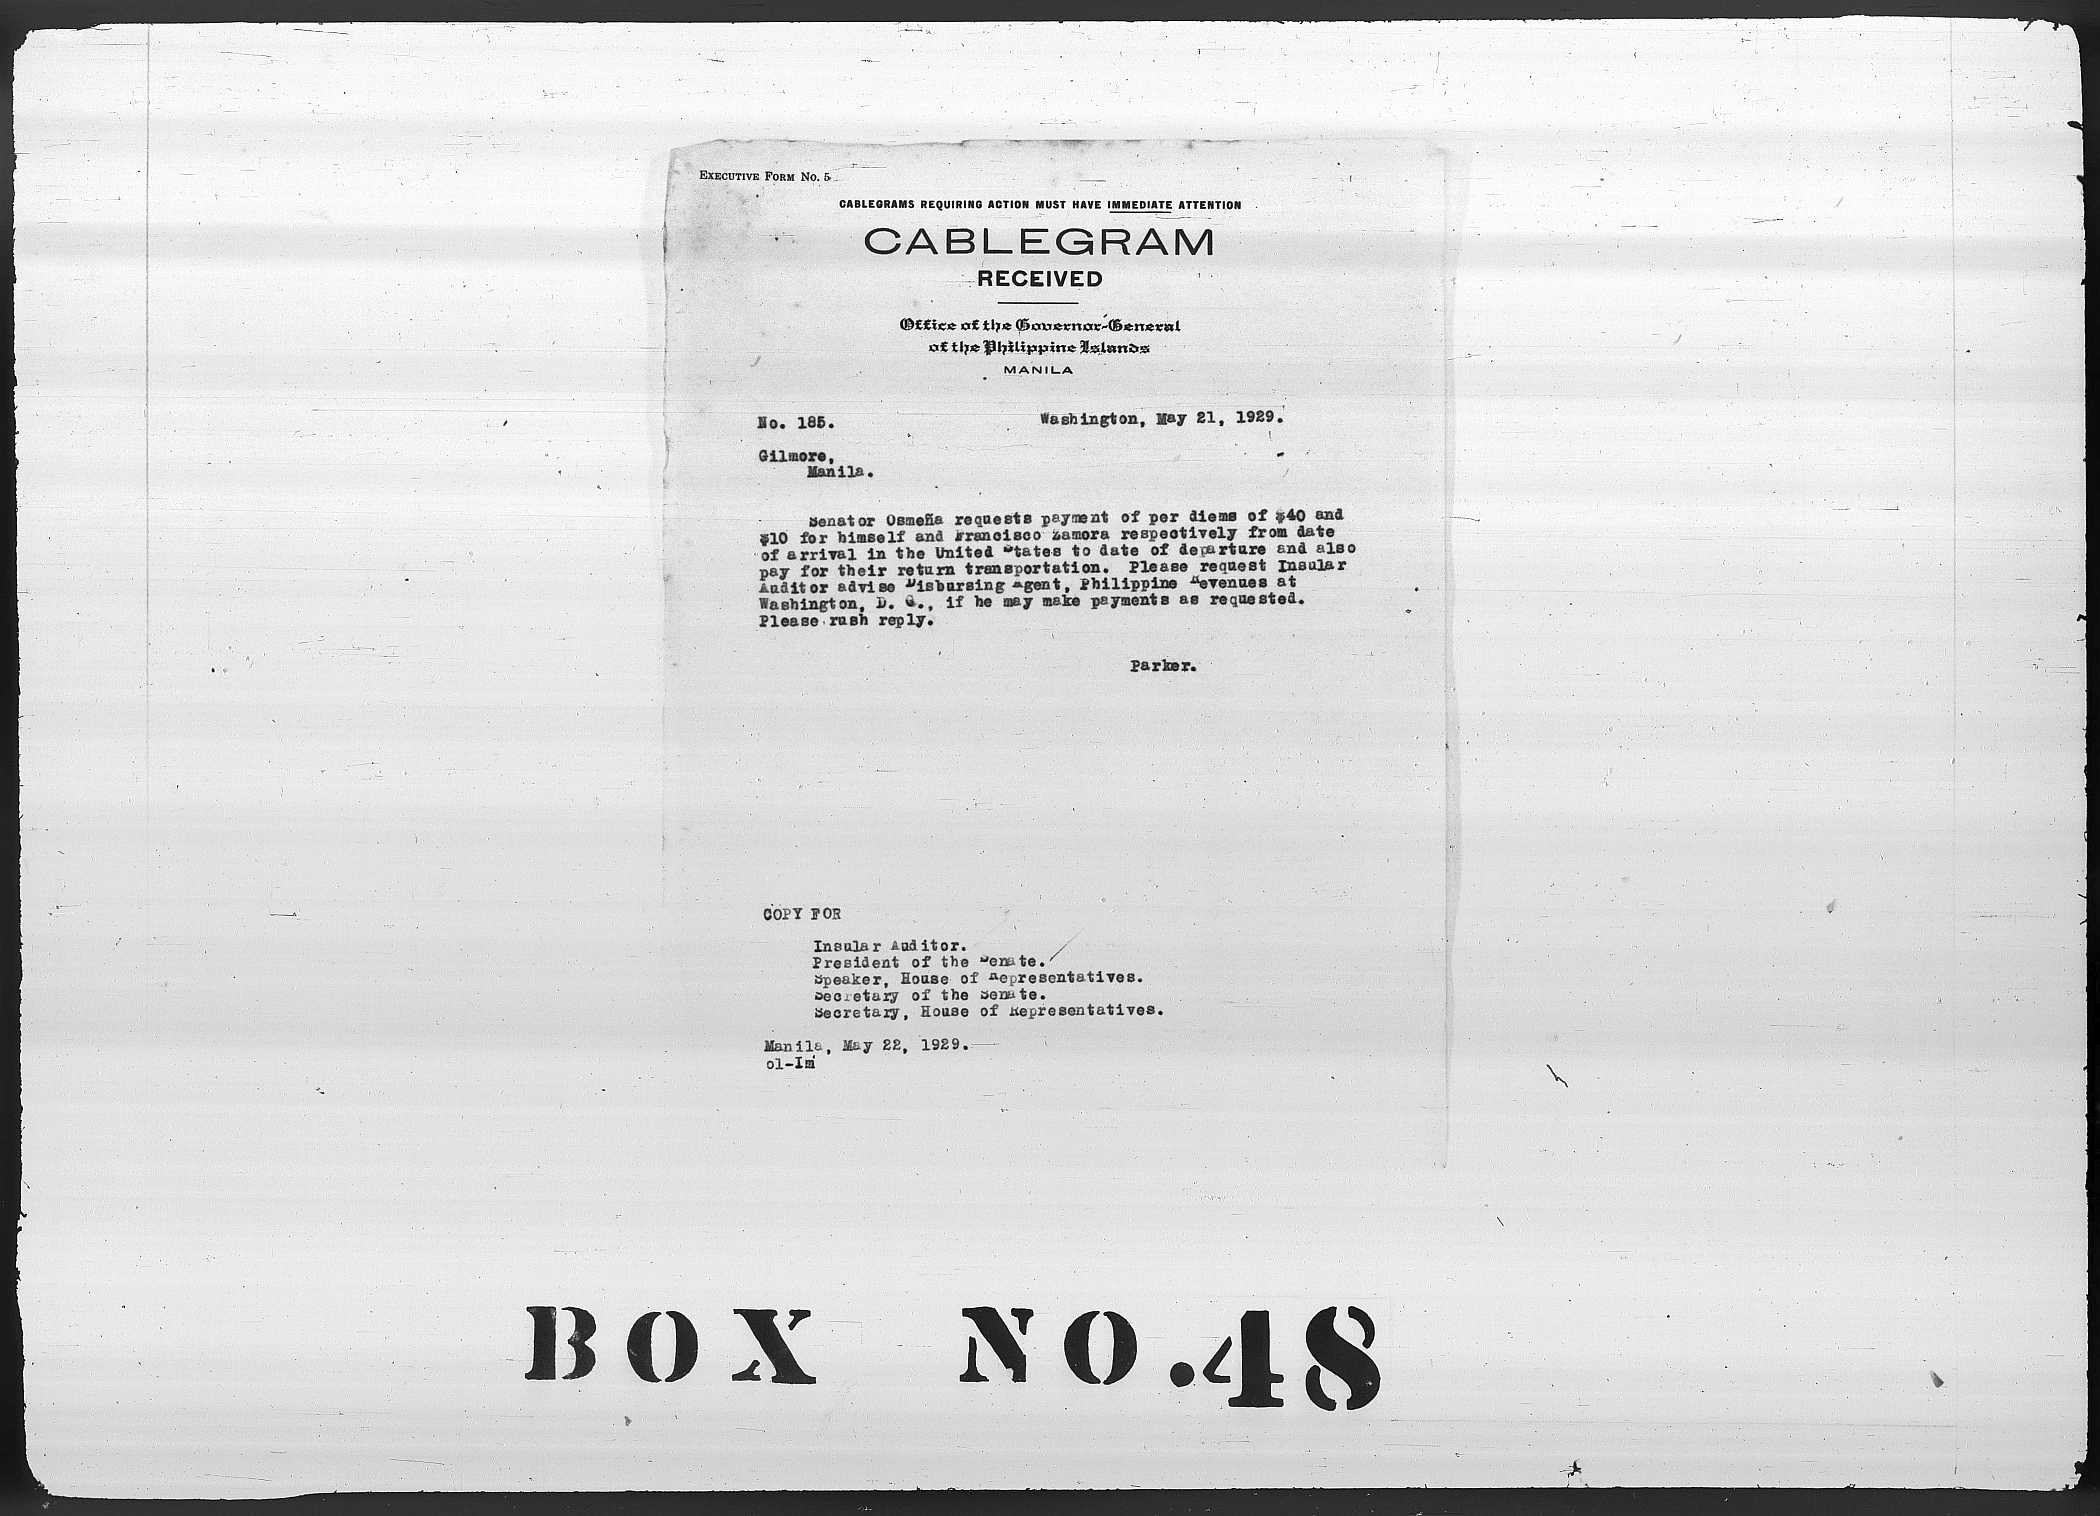 EXECUTIVE FORM NO. 5
CABLEGRAMS REQUIRING ACTION MUST HAVE IMMEDIATE ATTENTION
CABLEGRAM
RECEIVED
Office of the Governor-General
of the Philippine Islands
MANILA
No. 185. Washington, May 21, 1929.
Gilmore,
Manila.
Senator Osmeña requests payment of per diems of $40 and
$10 for himself and Francisco Zamora respectively from date
of arrival in the United States to date of departure and also
pay for their return transportation. Please request Insular
Auditor advise Disbursing Agent, Philippine Revenues at
Washington, D. C., if he may make payments as requested.
Please rush reply.
Parker.
COPY FOR
Insular Auditor.
President of the Senate.
Speaker, House of Representatives.
Secretary of the Senate.
Secretary, House of Representatives.
Manila, May 22, 1929.
ol-Im
BOX NO.48